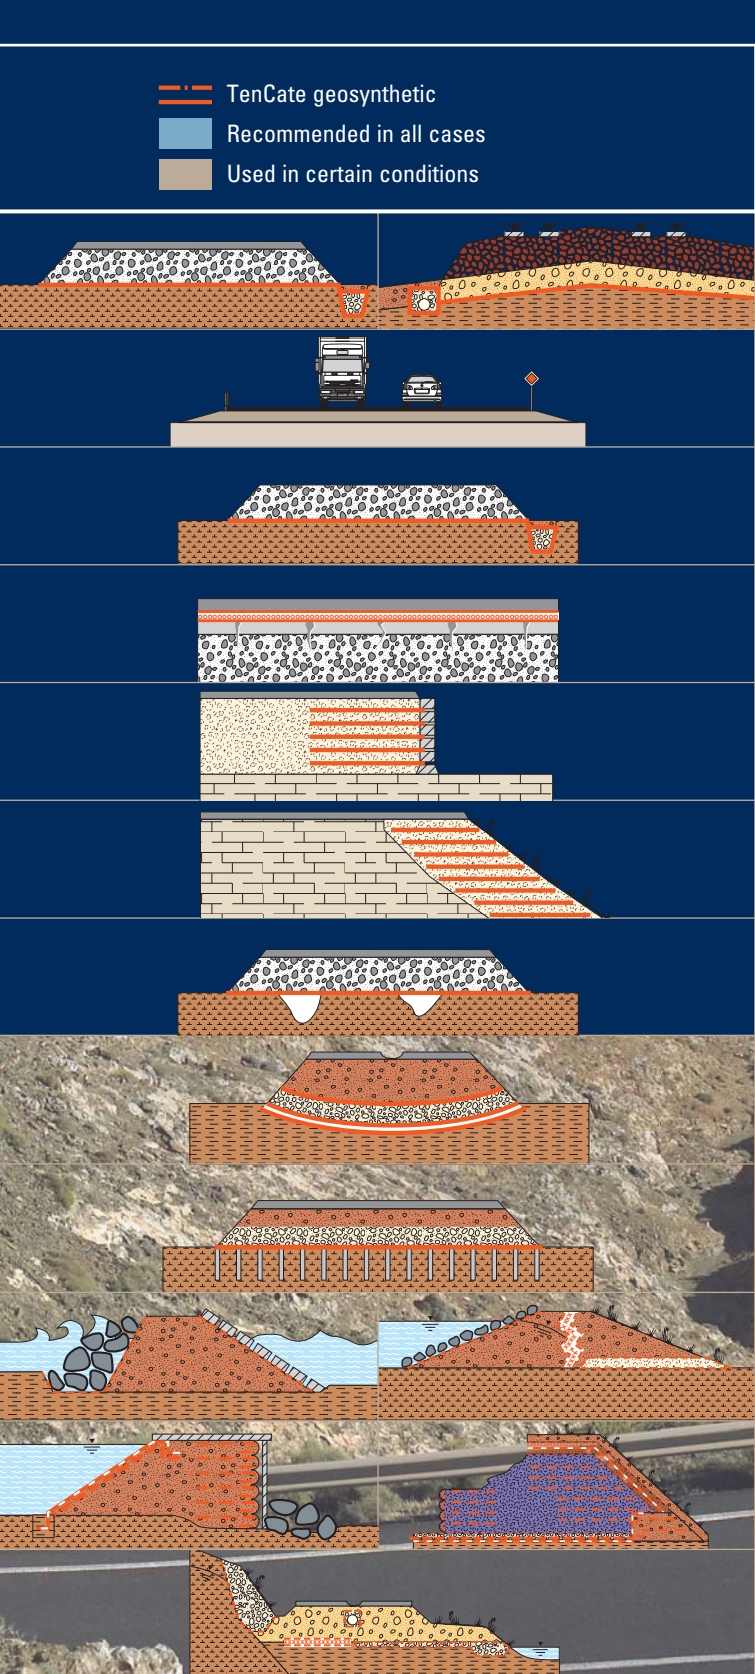 TenCate geosynthetic
Recommended in all cases
Used in certain conditions